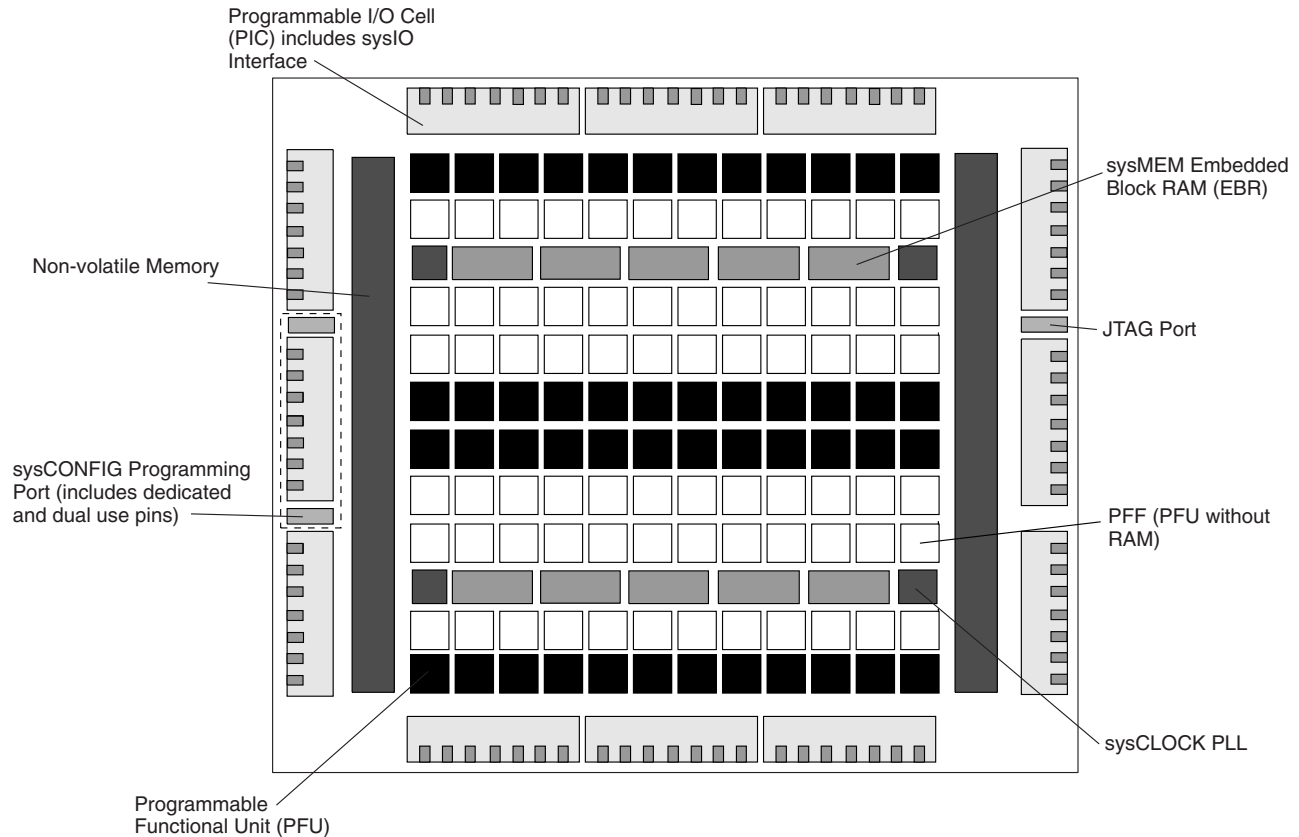 Programmable I/O Cell
(PIC) includes sysIO
Interface
sysMEM Embedded
Block RAM (EBR)
Non-volatile Memory
JTAG Port
sysCONFIG Programming
Port (includes dedicated
and dual use pins)
PFF (PFU without
RAM)
sysCLOCK PLL
Programmable
Functional Unit (PFU)